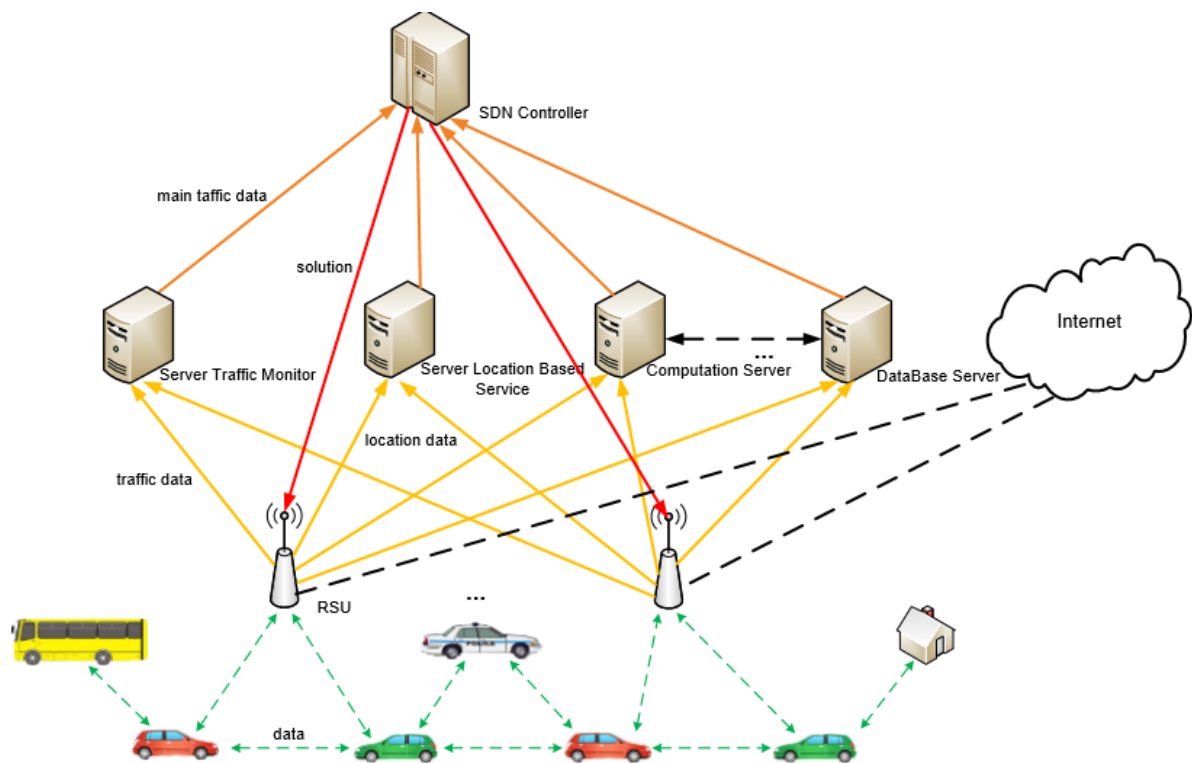 SDN Controller
main taffic data
solution
Internet
Server Traffic Monitor
Server Location Based
Service
Computation Server
...
DataBase Server
location data
traffic data
RSU
...
POLICE
data